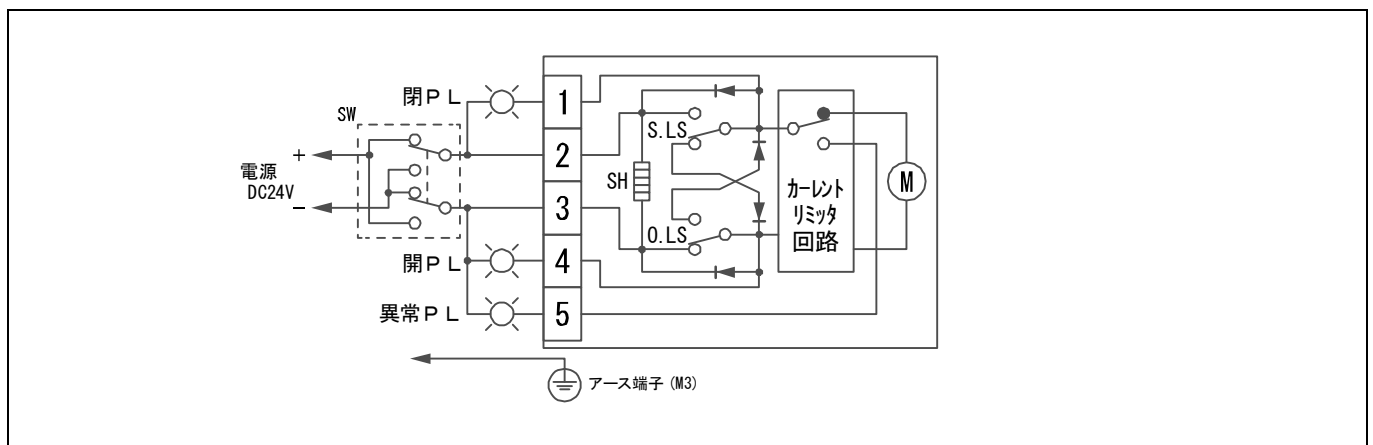 閉ＰＬ
SW
＋
電源
DC24V
－
開ＰＬ
異常ＰＬ
1
2
3
4
5
S.LS
SH
O.LS
カーレント
リミッタ
回路
M
アース端子 (M3)